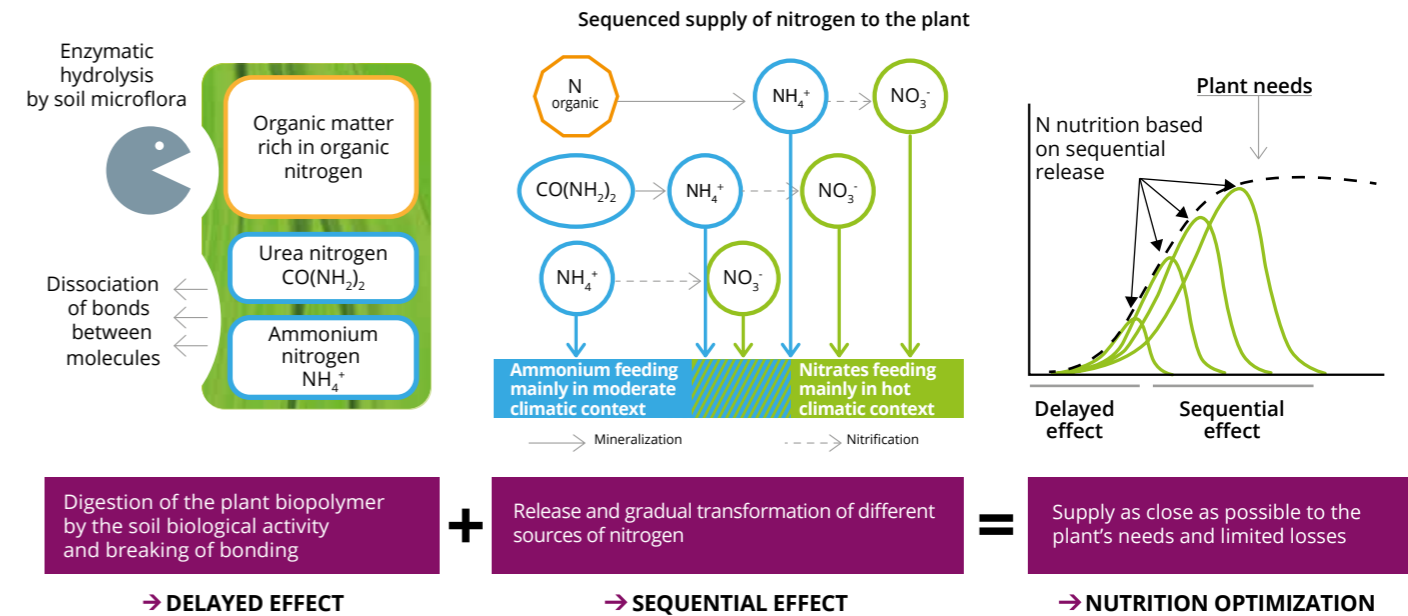 Sequenced supply of nitrogen to the plant
Enzymatic
hydrolysis
by soil microflora
Organic matter
rich in organic
nitrogen
Urea nitrogen
CO(NH₂)₂
Ammonium
nitrogen
NH₄⁺
Dissociation
of bonds
between
molecules
N
organic
NH₄⁺
NO₃⁻
CO(NH₂)₂
NH₄⁺
NO₃⁻
NH₄⁺
NO₃⁻
Ammonium feeding
mainly in moderate
climatic context
Nitrates feeding
mainly in hot
climatic context
Mineralization
Nitrification
Plant needs
N nutrition based
on sequential
release
Delayed
effect
Sequential
effect
Digestion of the plant biopolymer
by the soil biological activity
and breaking of bonding
+
Release and gradual transformation of different
sources of nitrogen
=
Supply as close as possible to the
plant’s needs and limited losses
→ DELAYED EFFECT
→ SEQUENTIAL EFFECT
→ NUTRITION OPTIMIZATION